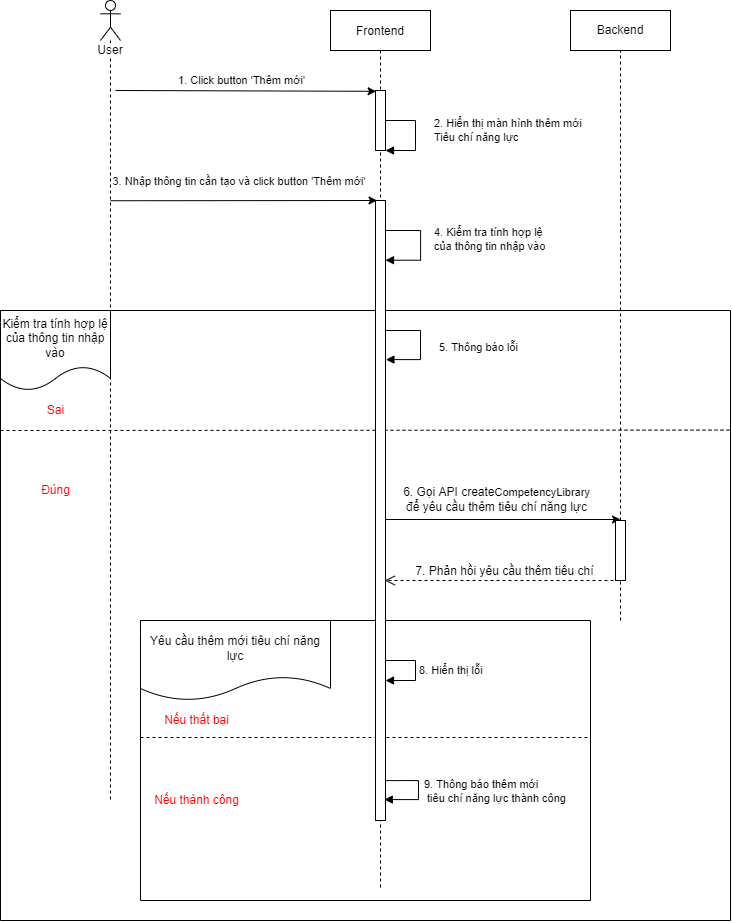 User
Frontend
Backend
1. Click button 'Thêm mới'
2. Hiển thị màn hình thêm mới
Tiêu chí năng lực
3. Nhập thông tin cần tạo và click button 'Thêm mới'
4. Kiểm tra tính hợp lệ
của thông tin nhập vào
Kiểm tra tính hợp lệ
của thông tin nhập
vào
5. Thông báo lỗi
Sai
Đúng
6. Gọi API createCompetencyLibrary
để yêu cầu thêm tiêu chí năng lực
7. Phản hồi yêu cầu thêm tiêu chí
Yêu cầu thêm mới tiêu chí năng
lực
8. Hiển thị lỗi
Nếu thất bại
9. Thông báo thêm mới
tiêu chí năng lực thành công
Nếu thành công